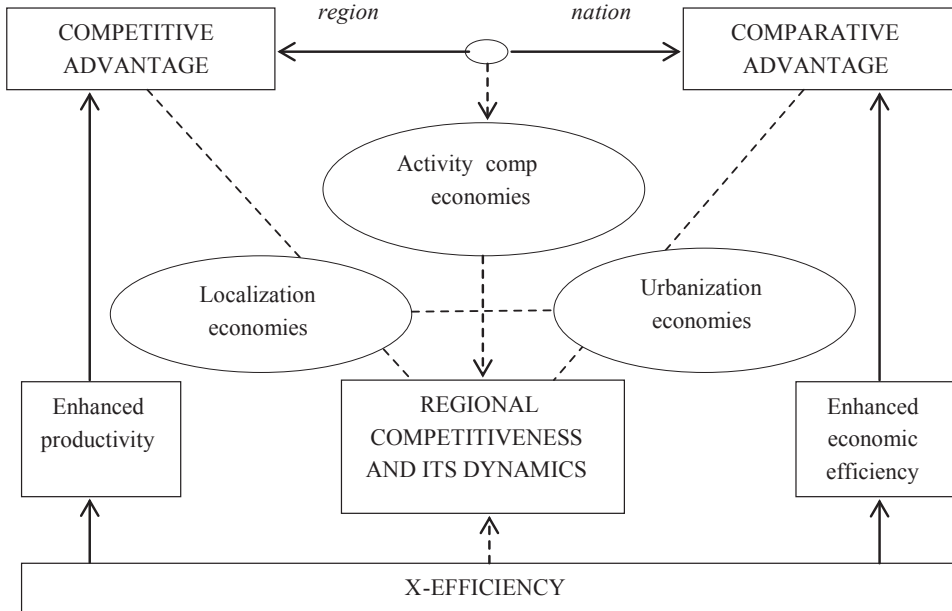 region
nation
COMPETITIVE
ADVANTAGE
COMPARATIVE
ADVANTAGE
Activity comp
economies
Localization
economies
Urbanization
economies
Enhanced
productivity
REGIONAL
COMPETITIVENESS
AND ITS DYNAMICS
Enhanced
economic
efficiency
X-EFFICIENCY